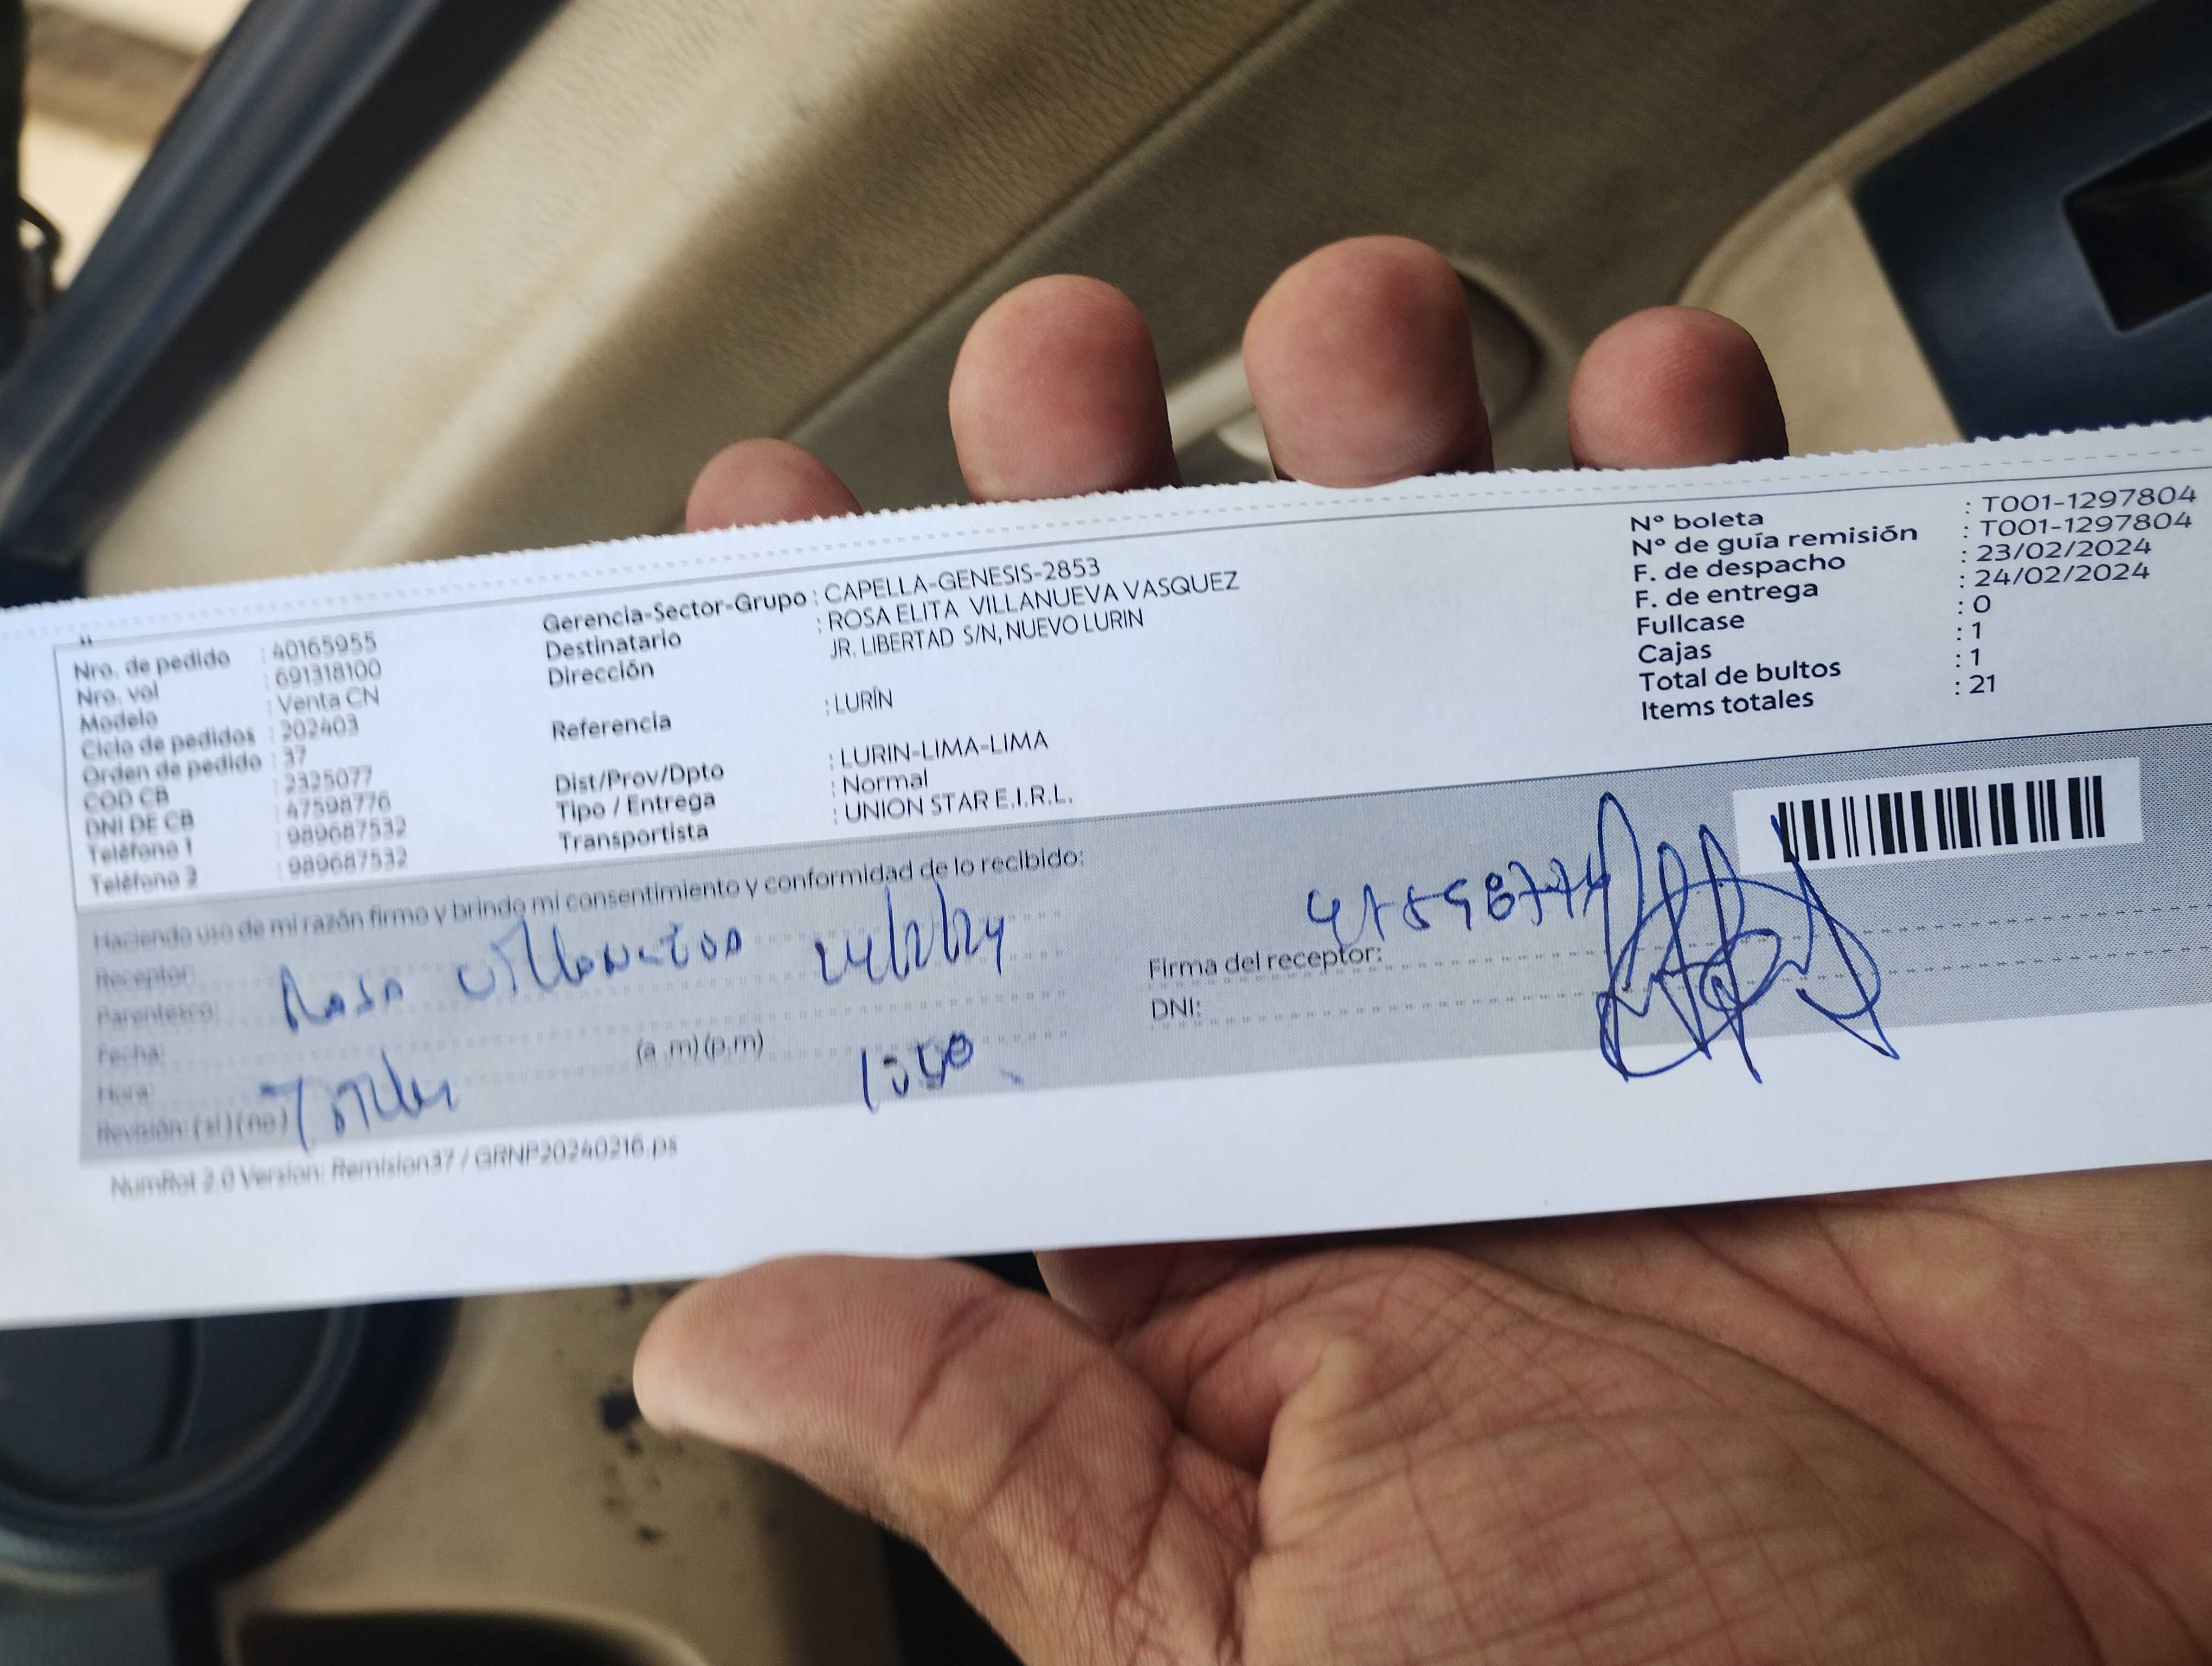 Nro. de pedido : 40165955
Nro. vol : 691318100
Modelo : Venta CN
Ciclo de pedidos : 202403
Orden de pedido : 37
COD CB : 2325077
DNI DE CB : 47598776
Teléfono 1 : 989687532
Teléfono 2 : 989687532
Gerencia-Sector-Grupo : CAPELLA-GENESIS-2853
Destinatario : ROSA ELITA VILLANUEVA VASQUEZ
Dirección JR. LIBERTAD S/N, NUEVO LURIN
Referencia : LURÍN
Dist/Prov/Dpto : LURIN-LIMA-LIMA
Tipo / Entrega : Normal
Transportista : UNION STAR E.I.R.L.
N° boleta : T001-1297804
N° de guía remisión : T001-1297804
F. de despacho : 23/02/2024
F. de entrega : 24/02/2024
Fullcase : 0
Cajas : 1
Total de bultos : 1
Items totales : 21
Haciendo uso de mi razón firmo y brindo mi consentimiento y conformidad de lo recibido:
Receptor:
Rosa Villanueva 24/2/24
Parentesco:
Fecha:
Hora: (a.m)(p.m)
Revisión: (si)(no)
47598776
Firma del receptor:
DNI:
NumRot 2.0 Version: Remision37 / GRNP20240216.ps